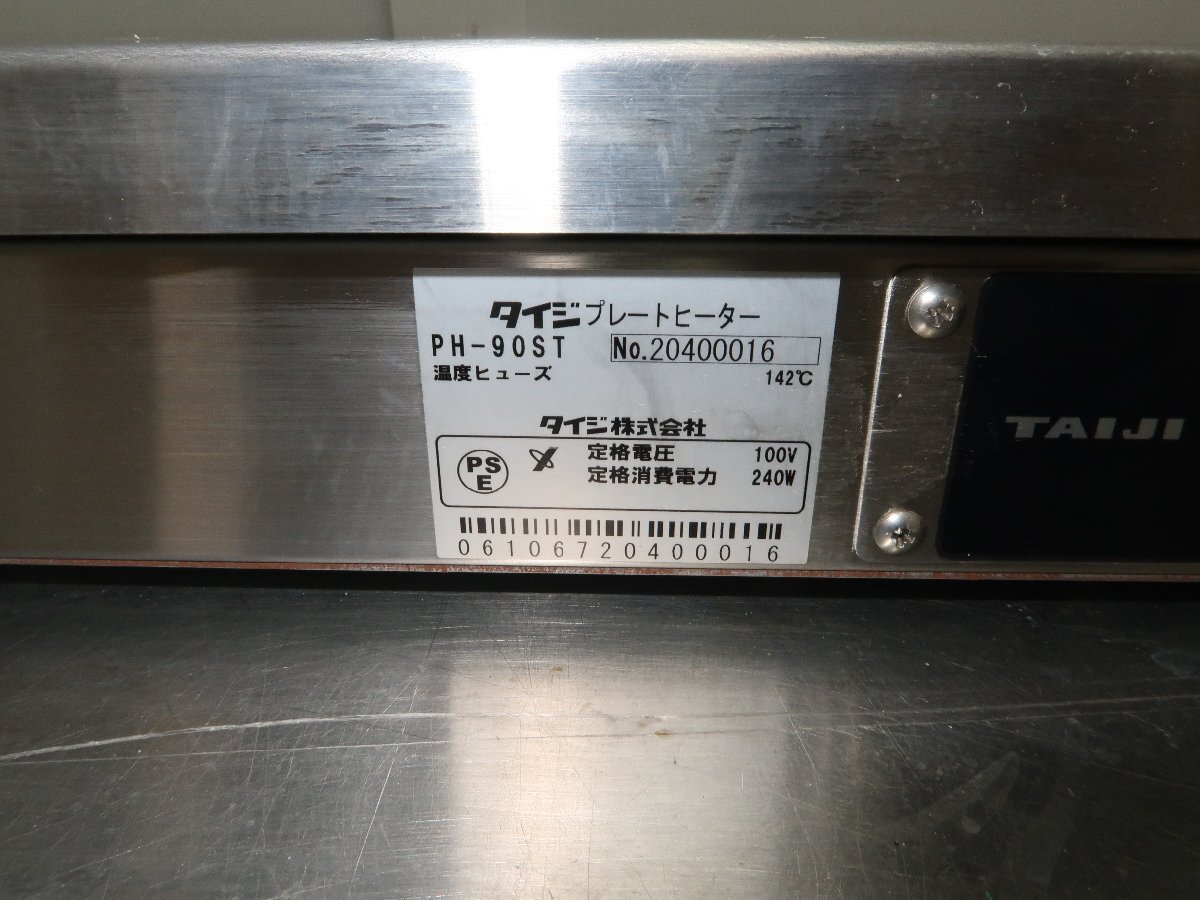 タイジプレートヒーター
PH-90ST No.20400016
温度ヒューズ 142℃
タイジ株式会社
PS
E
定格電圧 100V
定格消費電力 240W
0610672040016
TAIJI